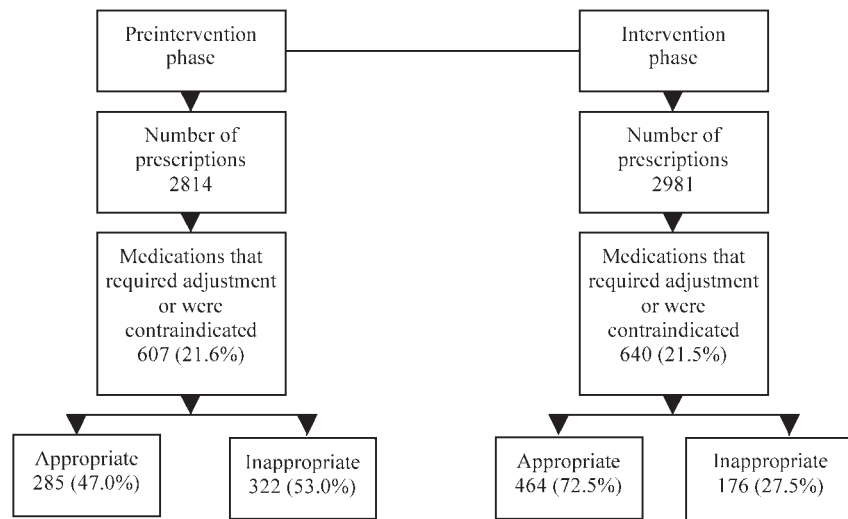 Preintervention
phase
Intervention
phase
Number of
prescriptions
2814
Number of
prescriptions
2981
Medications that
required adjustment
or were
contraindicated
607 (21.6%)
Medications that
required adjustment
or were
contraindicated
640 (21.5%)
Appropriate
285 (47.0%)
Inappropriate
322 (53.0%)
Appropriate
464 (72.5%)
Inappropriate
176 (27.5%)